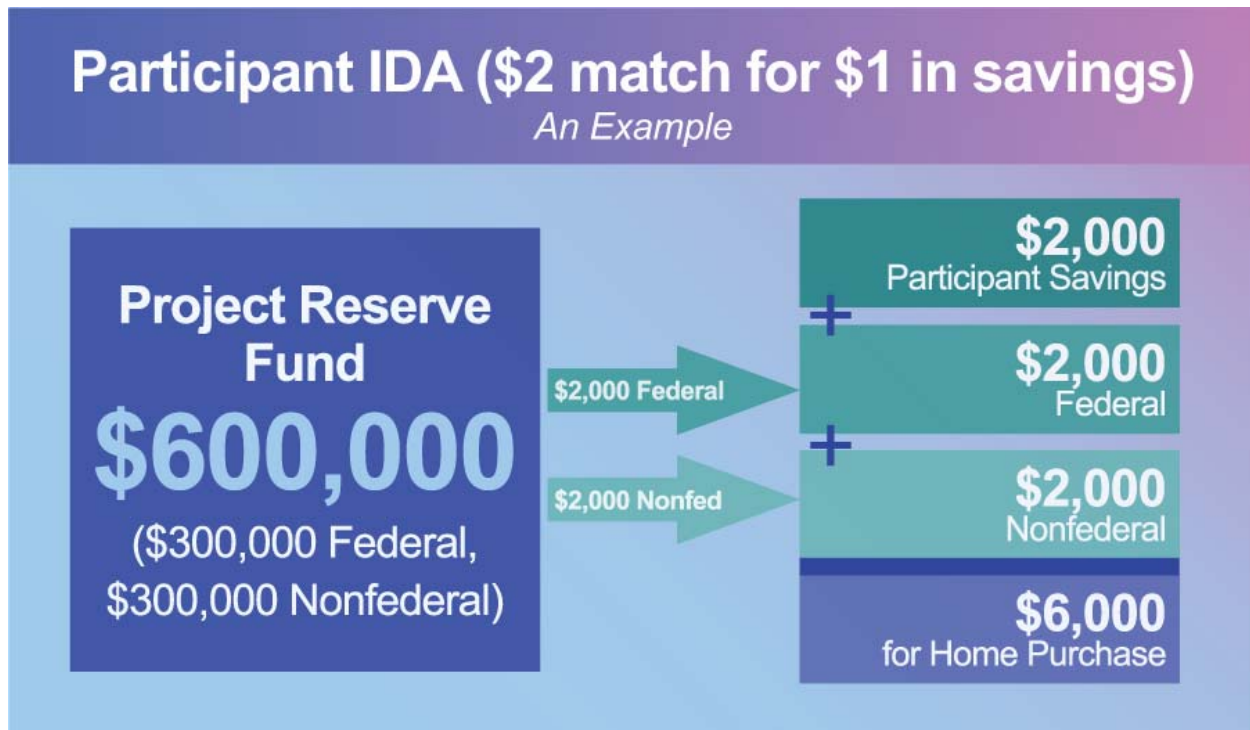 Participant IDA ($2 match for $1 in savings)
An Example
Project Reserve
Fund
$600,000
($300,000 Federal,
$300,000 Nonfederal)
$2,000 Federal
$2,000 Nonfed
$2,000
Participant Savings
+
$2,000
Federal
+
$2,000
Nonfederal
$6,000
for Home Purchase